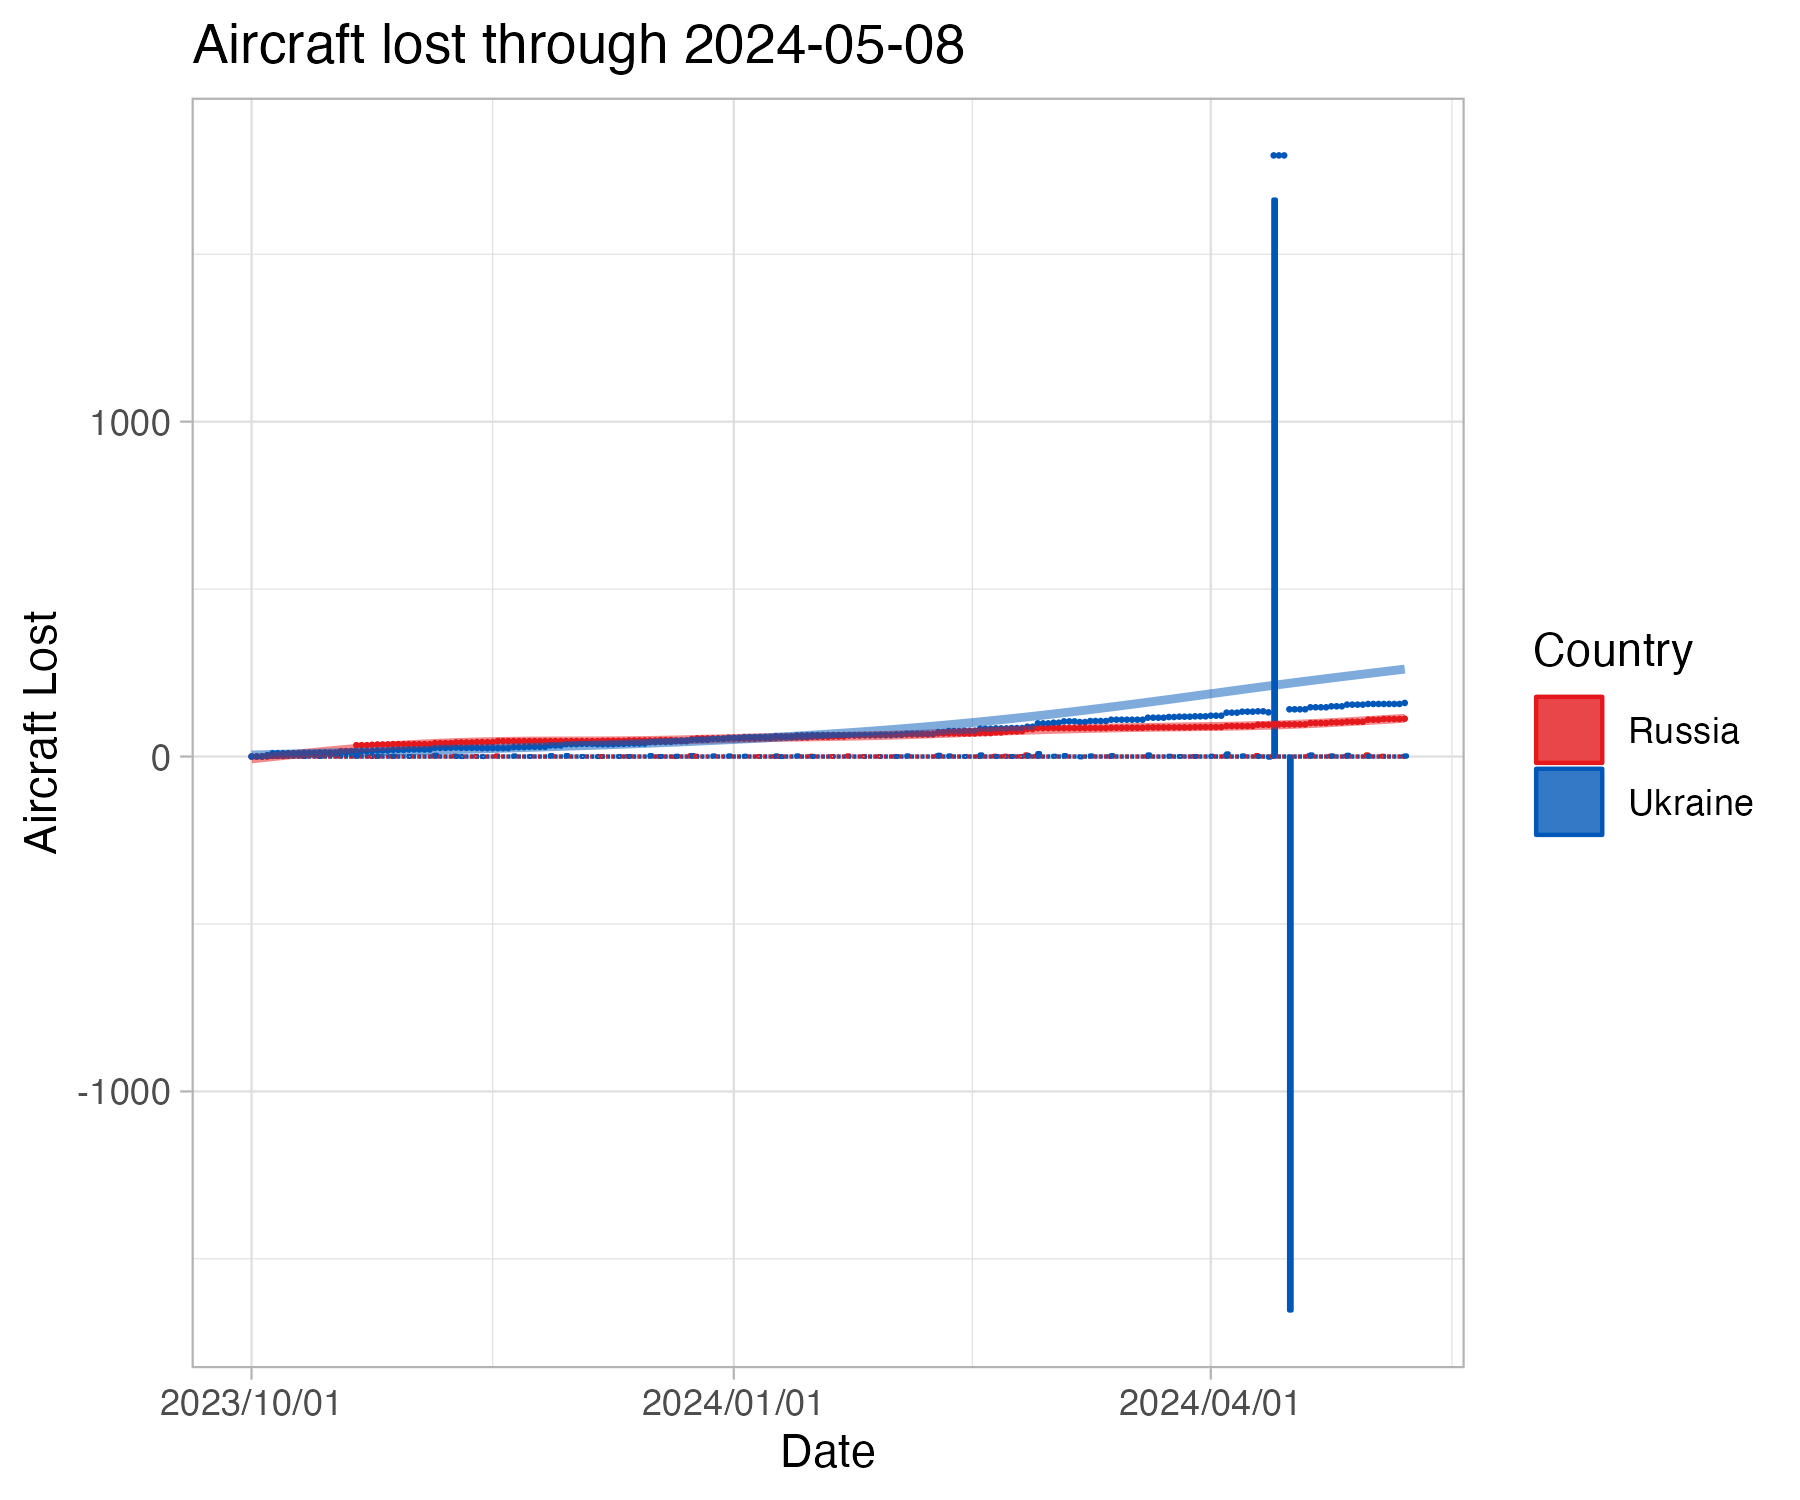 Aircraft lost through 2024-05-08
Aircraft Lost
1000
0
-1000
2023/10/01
2024/01/01
2024/04/01
Date
Country
Russia
Ukraine